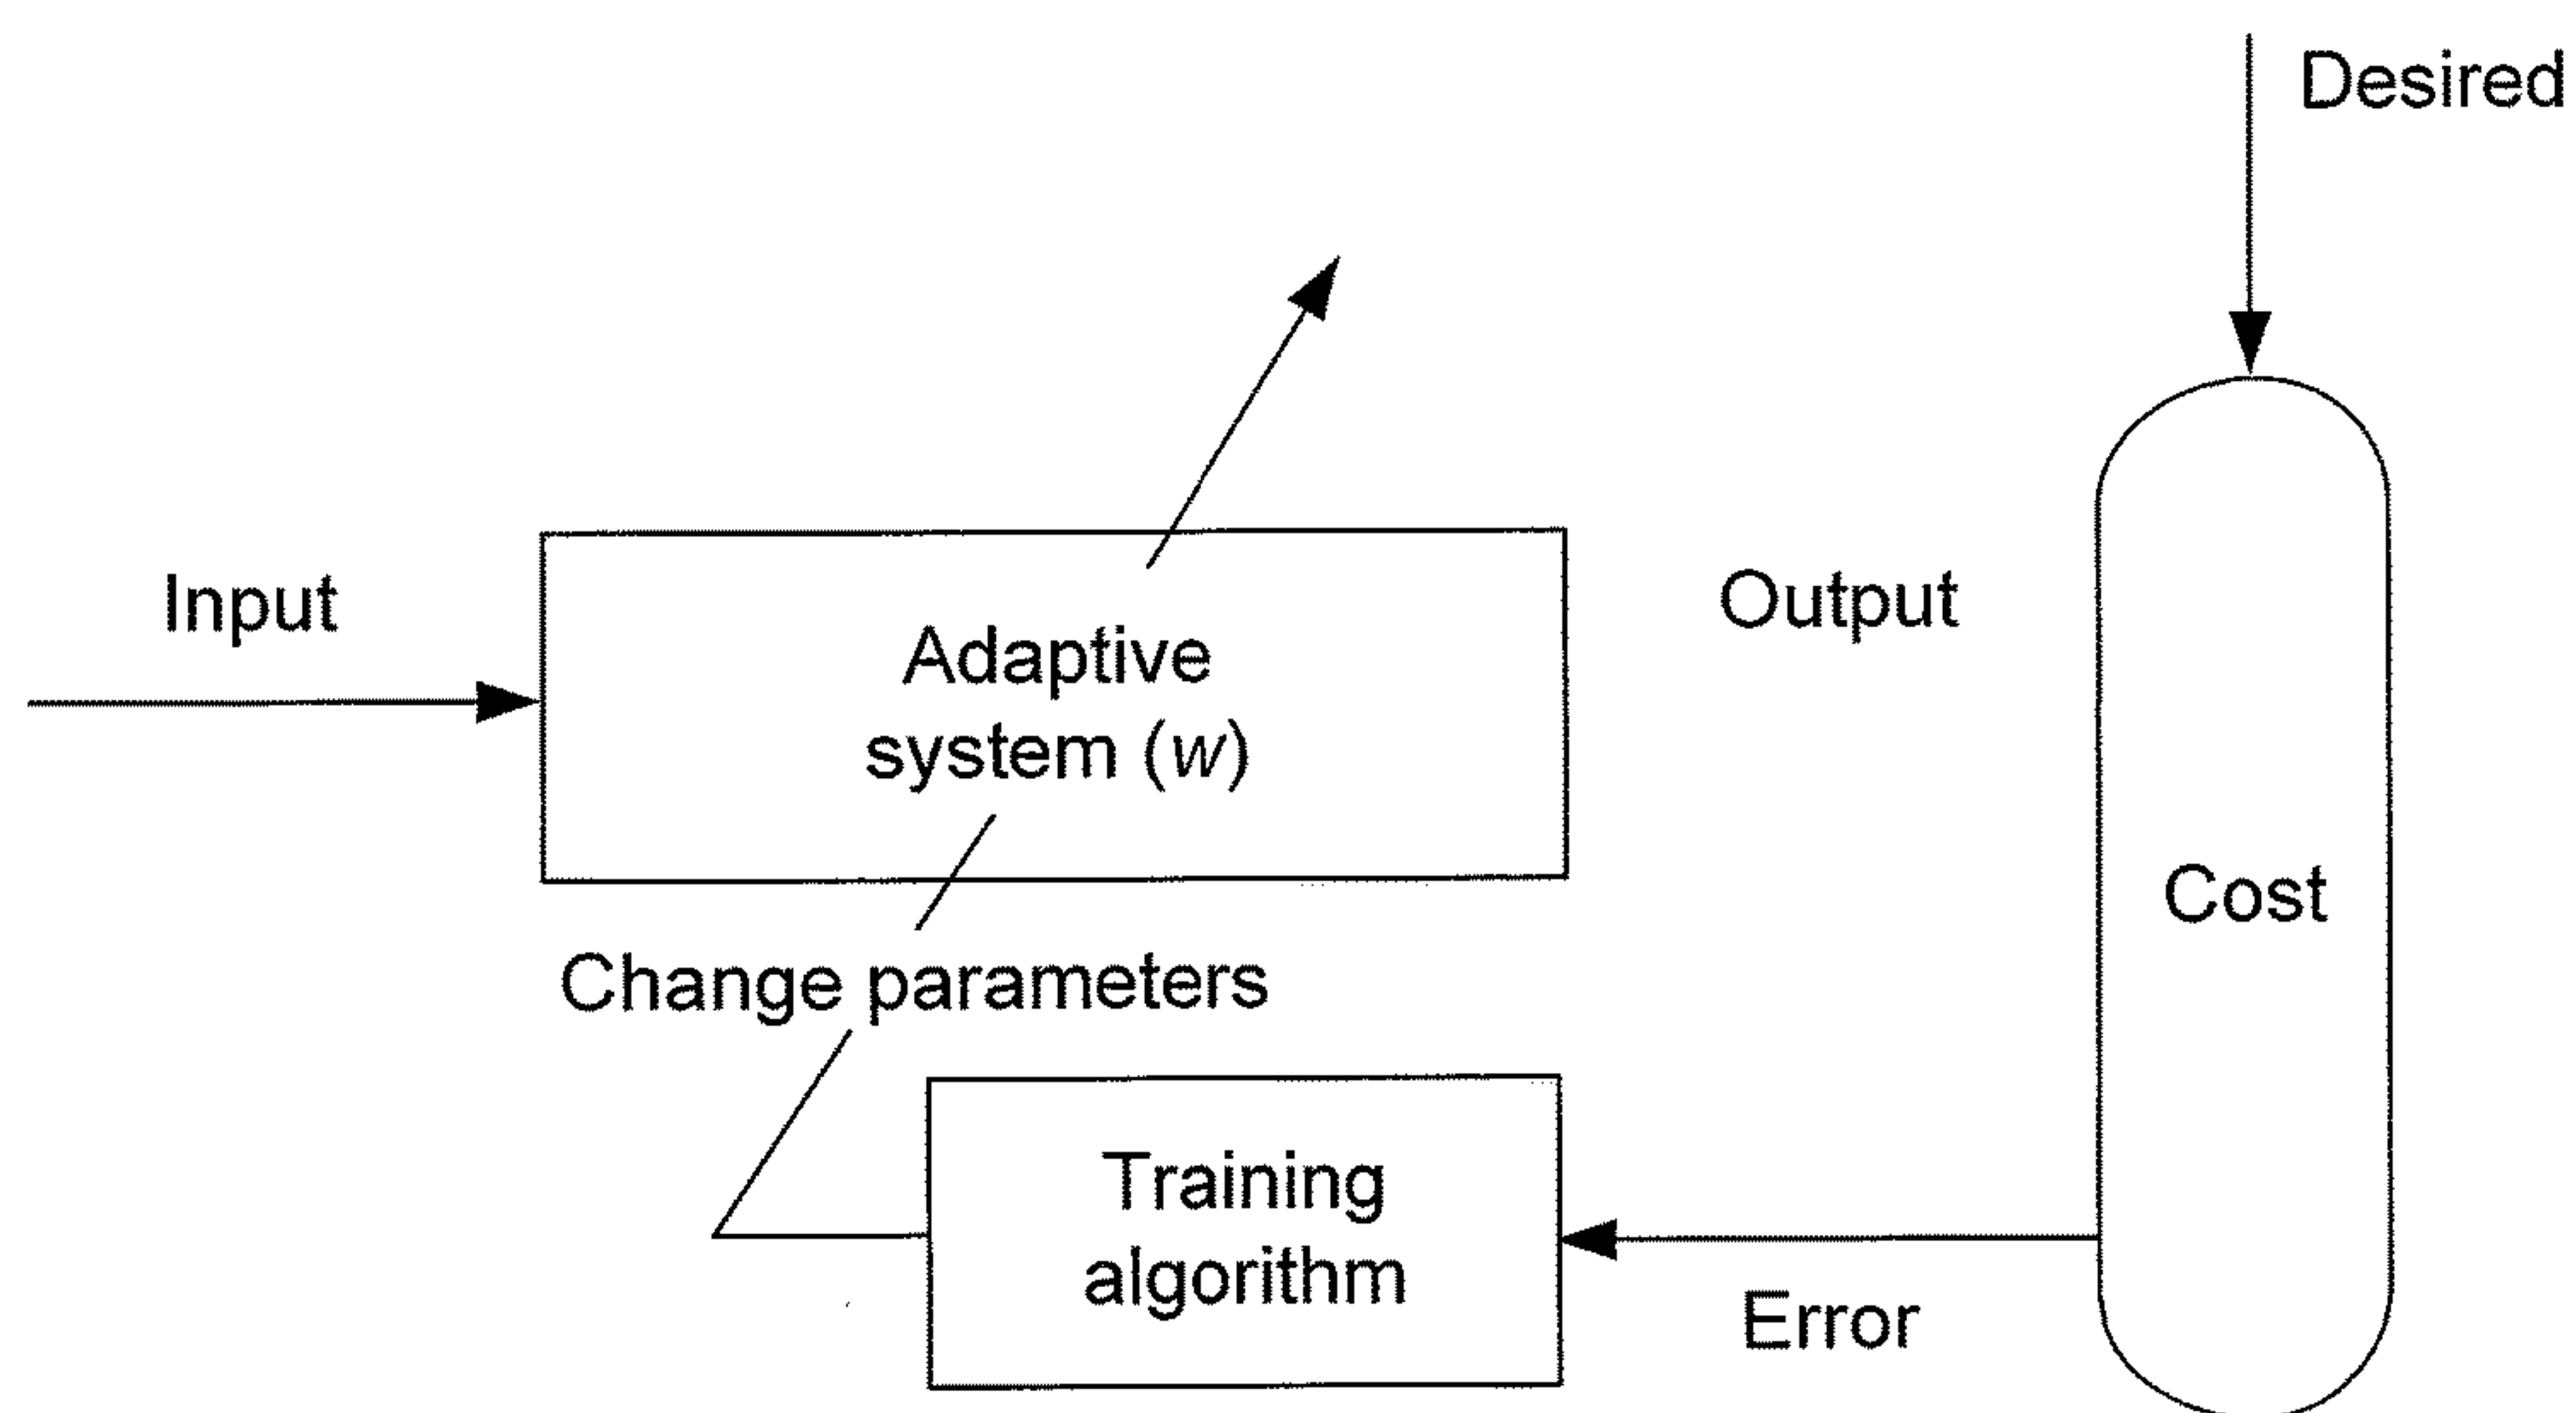 Desired
Input
Adaptive
system (w)
Output
Cost
Change parameters
Training
algorithm
Error